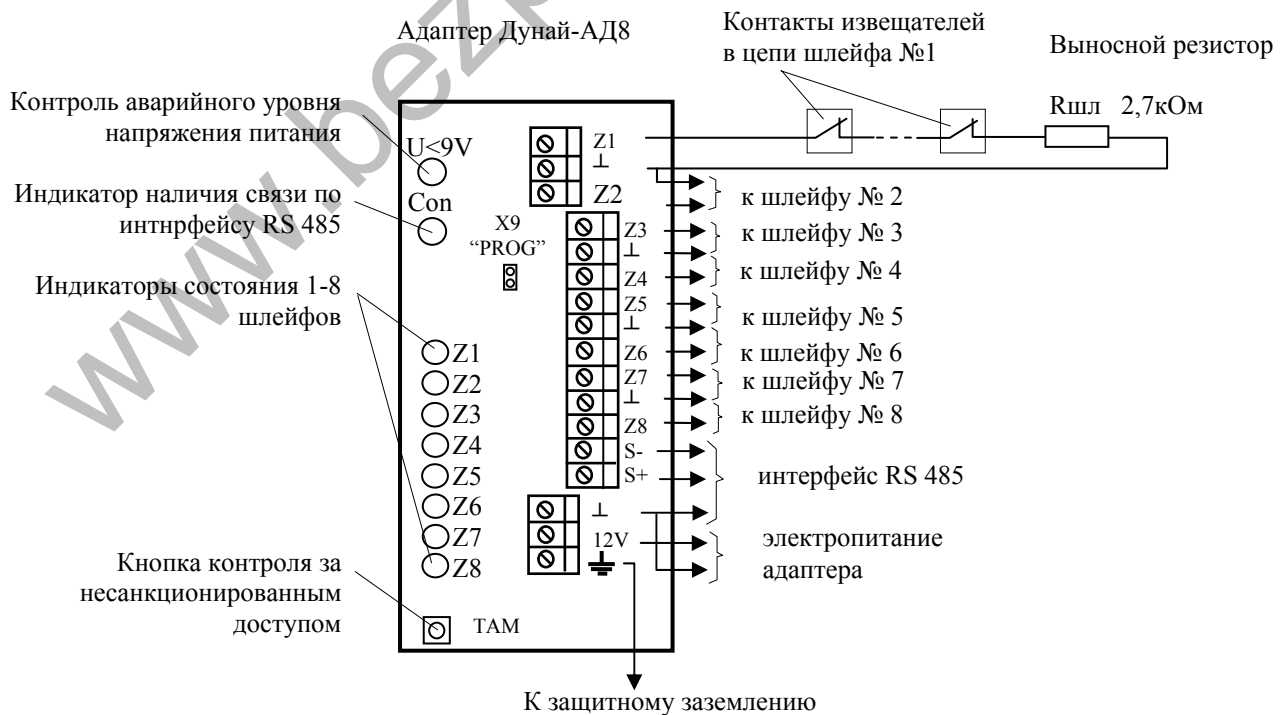 www.bezp
Адаптер Дунай-АД8
Контакты извещателей
в цепи шлейфа №1
Выносной резистор
Rшл 2,7кОм
Контроль аварийного уровня
напряжения питания
Индикатор наличия связи по
интнрфейсу RS 485
Индикаторы состояния 1-8
шлейфов
Кнопка контроля за
несанкционированным
доступом
U<9V
Con
X9
“PROG”
Z1
Z2
Z3
Z4
Z5
Z6
Z7
Z8
TAM
Z1
⊥
Z2
Z3
⊥
Z4
Z5
⊥
Z6
Z7
⊥
Z8
S-
S+
⊥
12V
к шлейфу № 2
к шлейфу № 3
к шлейфу № 4
к шлейфу № 5
к шлейфу № 6
к шлейфу № 7
к шлейфу № 8
интерфейс RS 485
электропитание
адаптера
К защитному заземлению